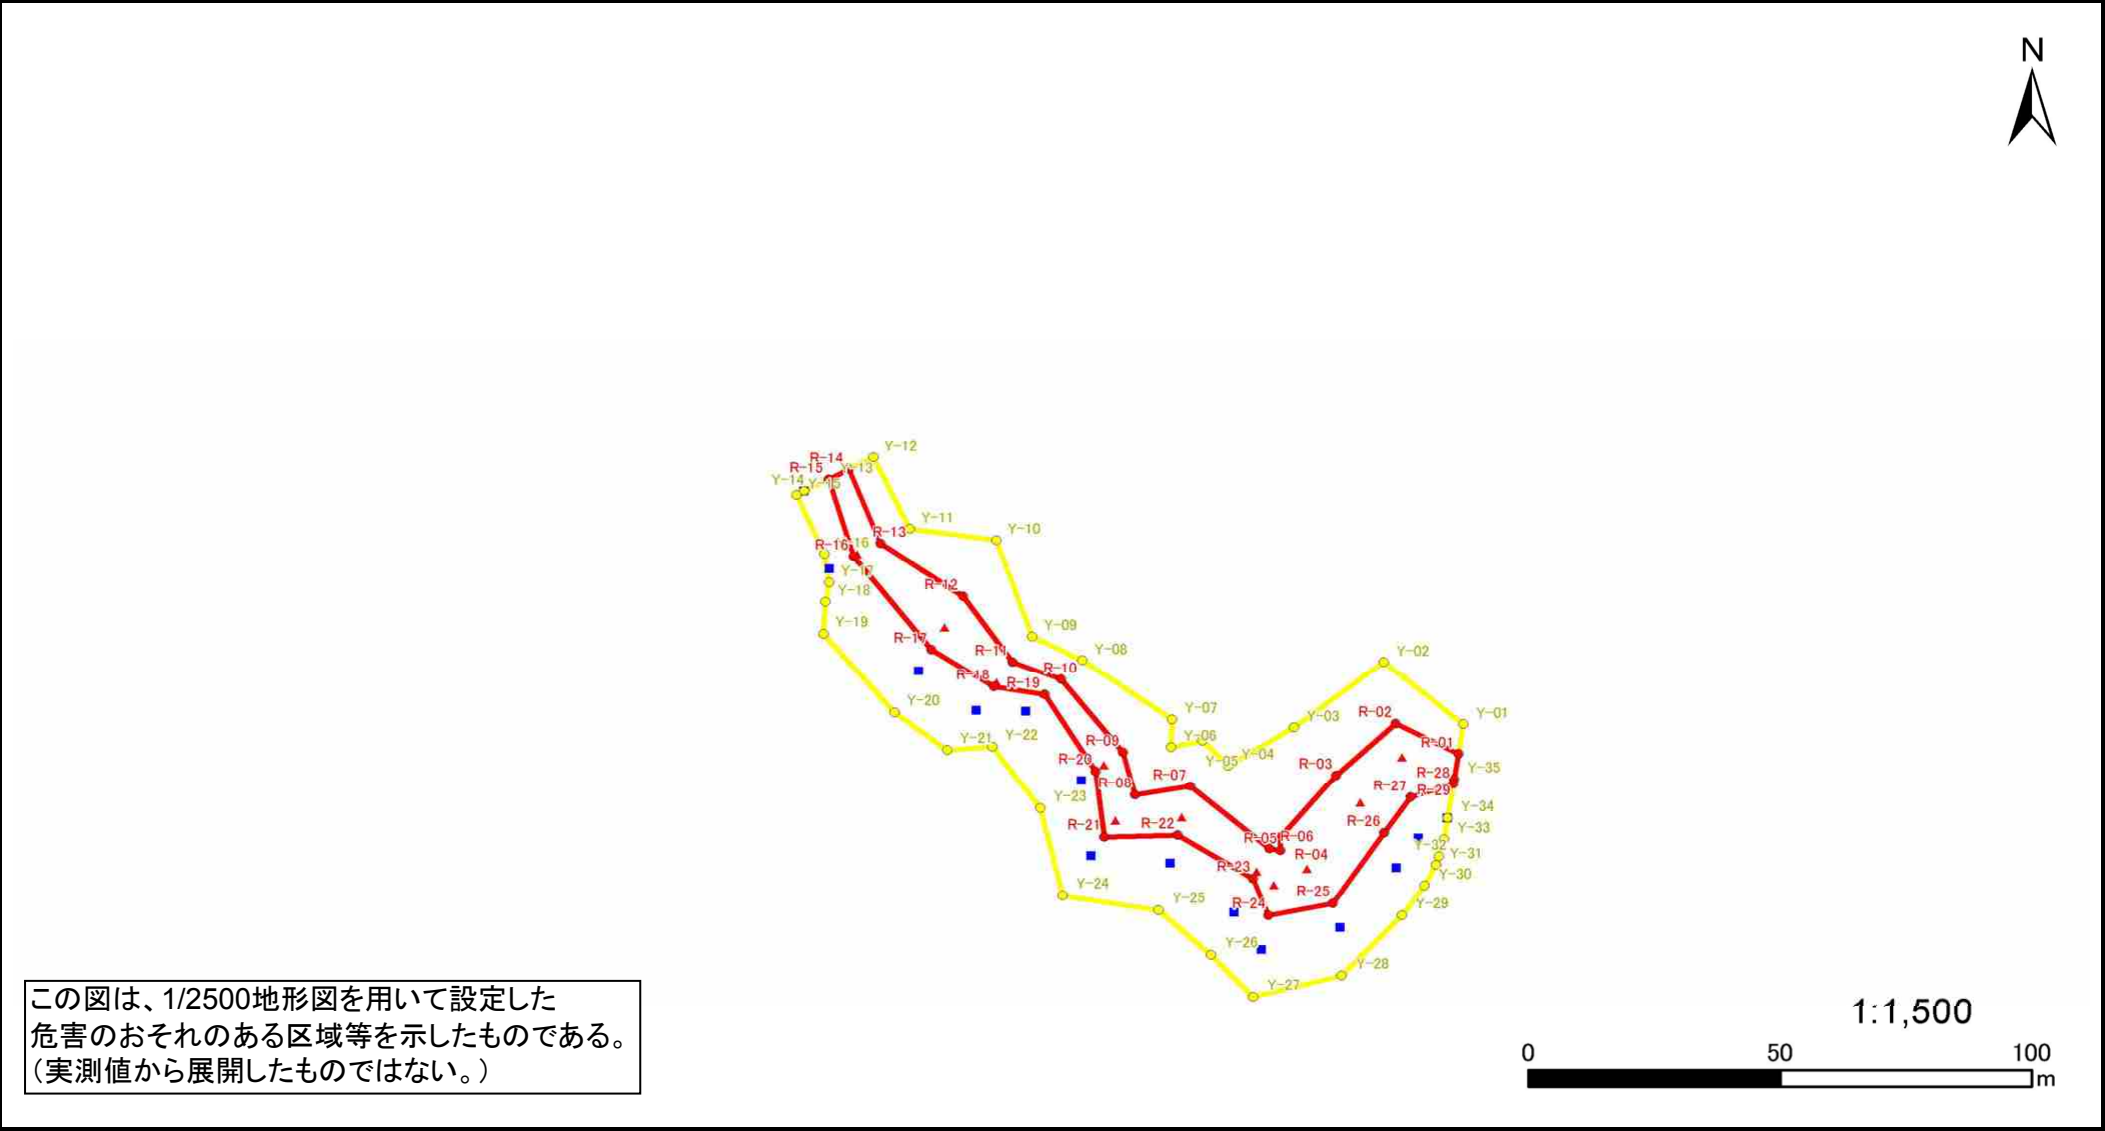 N
Y-12
R-14
Y-13
R-15
Y-14
Y-15
Y-11
Y-10
R-13
R-16
Y-16
Y-17
R-12
Y-18
Y-19
Y-09
R-17
R-11
Y-08
R-10
Y-02
R-18
R-19
Y-20
Y-07
R-02
Y-03
Y-01
Y-21
Y-22
R-09
Y-06
R-01
R-20
Y-05
Y-04
R-03
Y-35
R-08
R-07
R-28
R-27
R-29
Y-23
Y-34
R-21
R-22
R-26
Y-33
R-05
R-06
Y-32
R-04
Y-31
R-23
Y-30
Y-24
R-25
Y-25
R-24
Y-29
Y-26
Y-28
Y-27
この図は、1/2500地形図を用いて設定した
危害のおそれのある区域等を示したものである。
（実測値から展開したものではない。）
1:1,500
0 50 100
m